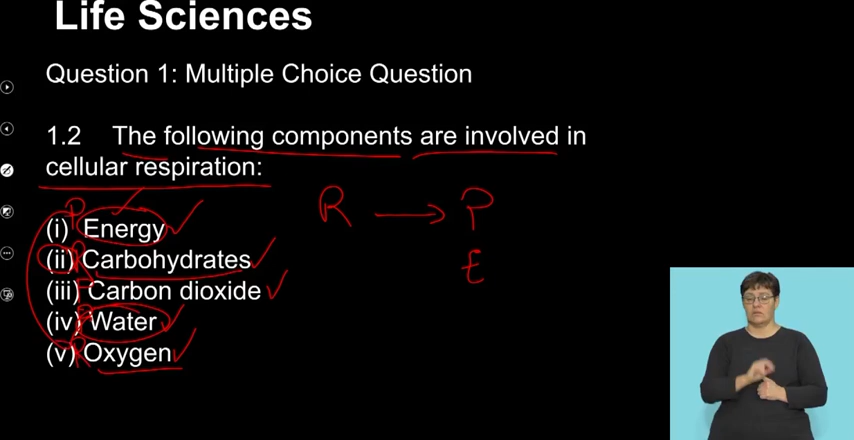 Life Sciences
Question 1: Multiple Choice Question
1.2 The following components are involved in
cellular respiration:
R → P
E
P
(i) Energy
(ii) R Carbohydrates
(iii) P Carbon dioxide
(iv) P Water
(v) R Oxygen